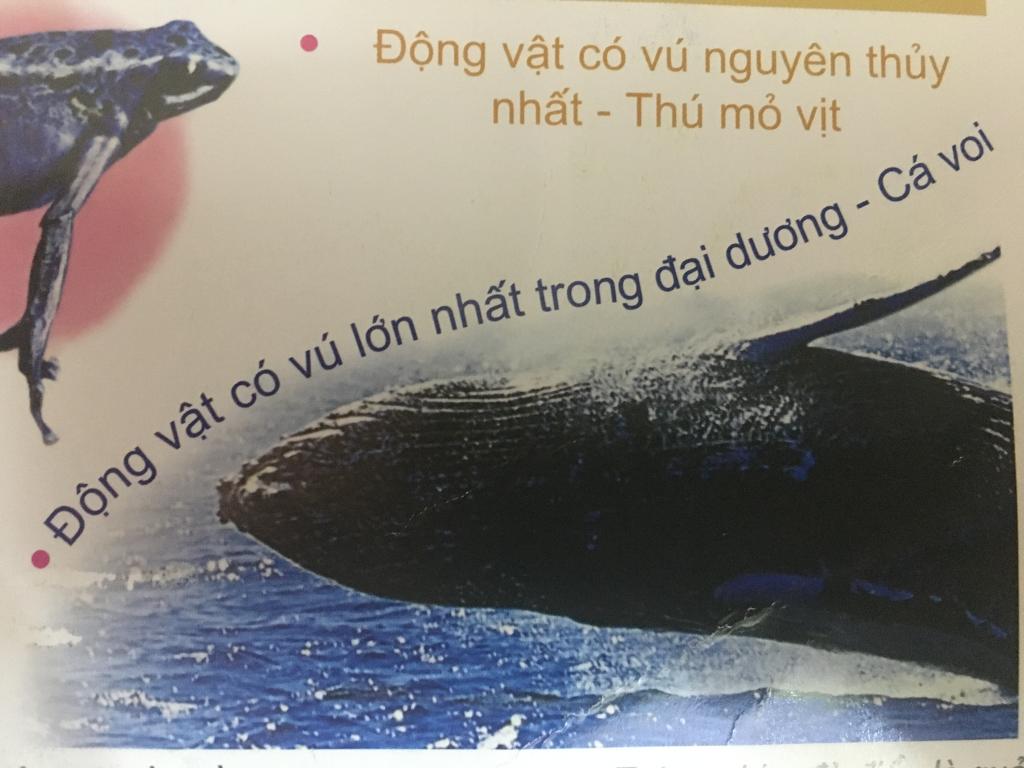 Động vật có vú nguyên thủy
nhất - Thú mỏ vịt
Động vật có vú lớn nhất trong đại dương - Cá voi